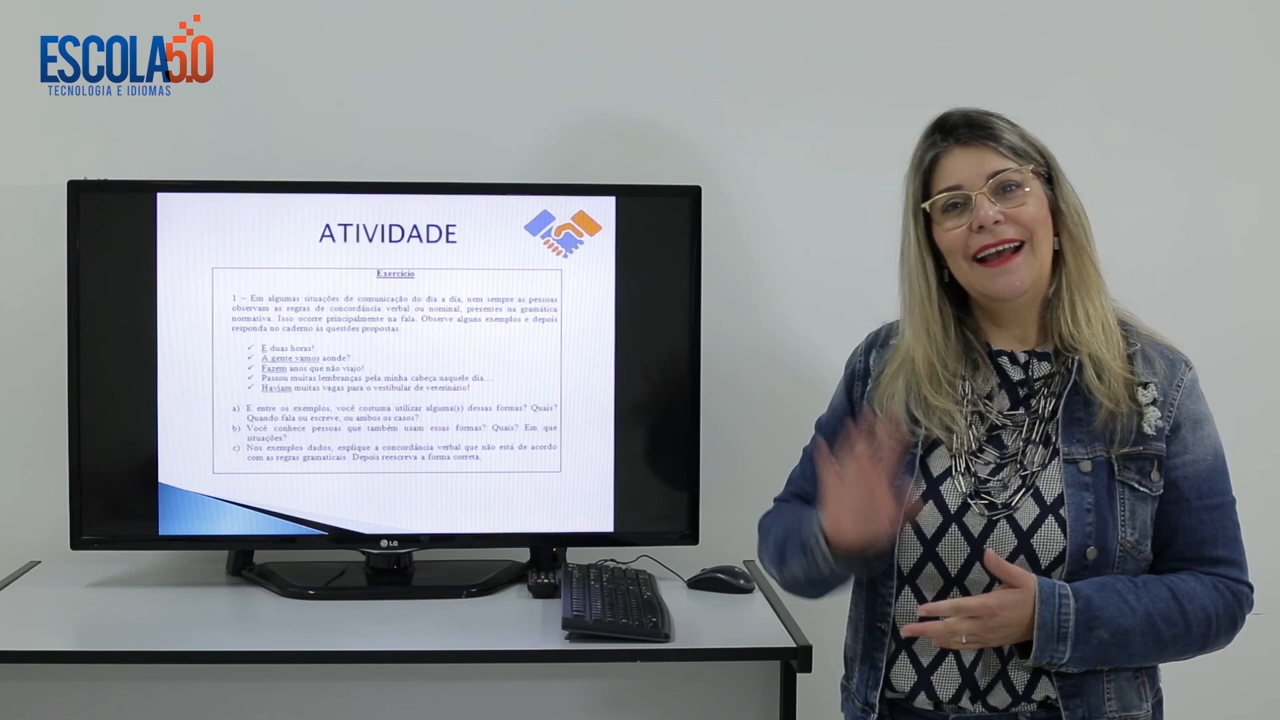 ESCOLA5.0
TECNOLOGIA E IDIOMAS
ATIVIDADE
Exercício
1 – Em algumas situações de comunicação do dia a dia, nem sempre as pessoas
observam as regras de concordância verbal ou nominal, presentes na gramática
normativa. Isso ocorre principalmente na fala. Observe alguns exemplos e depois
responda no caderno às questões propostas.
✓ É duas horas!
✓ A gente vamos aonde?
✓ Fazem anos que não viajo!
✓ Passou muitas lembranças pela minha cabeça naquele dia...
✓ Haviam muitas vagas para o vestibular de veterinário!
a) E entre os exemplos, você costuma utilizar alguma(s) dessas formas? Quais?
Quando fala ou escreve, ou ambos os casos?
b) Você conhece pessoas que também usam essas formas? Quais? Em que
situações?
c) Nos exemplos dados, explique a concordância verbal que não está de acordo
com as regras gramaticais. Depois reescreva a forma correta.
LG